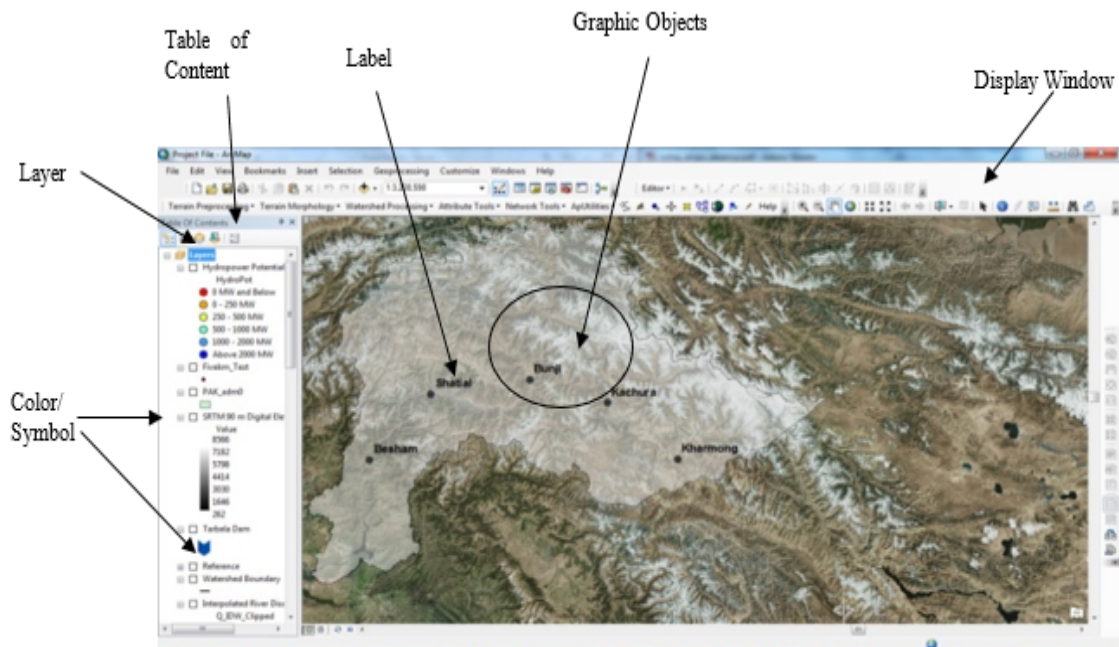 Graphic Objects
Table of
Content
Label
Display Window
Layer
Color/
Symbol
Project File - ArcMap
File Edit View Bookmarks Insert Selection Geoprocessing Customize Windows Help
Editor
Terrain Preprocessing Terrain Morphology Watershed Processing Attribute Tools Network Tools ApUtilities Help
Table Of Contents
Layers
Hydropower Potential
HydroPot
0 MW and Below
0 - 250 MW
250 - 500 MW
500 - 1000 MW
1000 - 2000 MW
Above 2000 MW
PAK_adm0
SRTM 90 m Digital Ele
Value
7182
5798
4414
3030
1646
262
Tarbela Dam
Reference
Watershed Boundary
Interpolated River Disc
Q_IDW_Clipped
Bunji
Shatial
Kachura
Besham
Kharmong